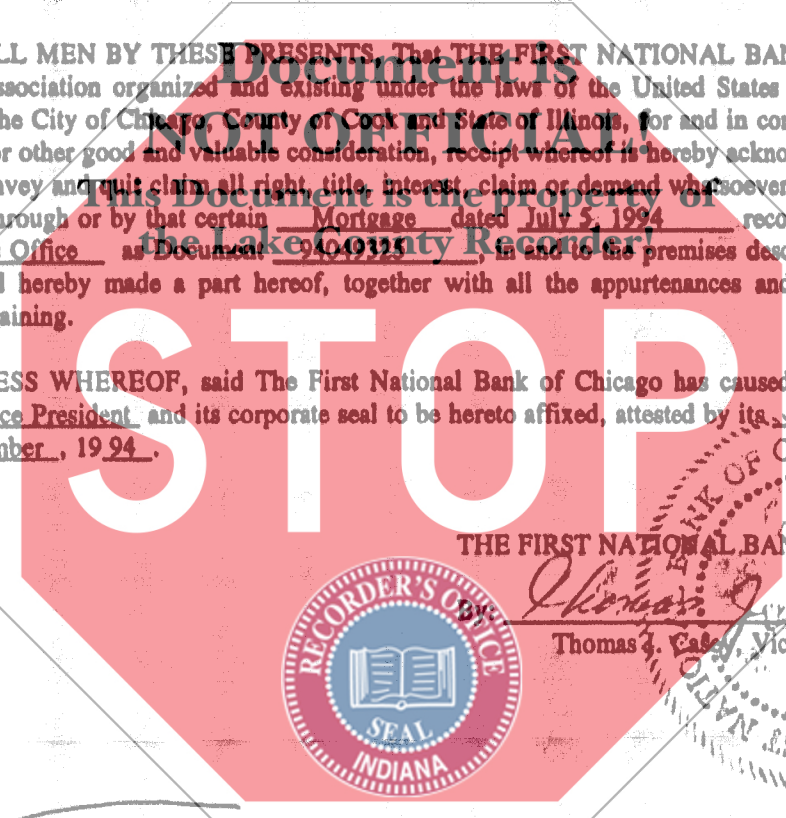 LL MEN BY THESE PRESENTS, That THE FIRST NATIONAL BAN
Document is
ssociation organized and existing under the laws of the United States
NOT OFFICIAL!
he City of Chicago, County of Cook and State of Illinois, for and in con
r other good and valuable consideration, receipt whereof is hereby ackno
This Document is the property of
vey and quit claim all right, title, interest, claim or demand whatsoever
rough or by that certain Mortgage dated July 5, 1994 reco
the Lake County Recorder!
Office as Document 94049325, in and to the premises desc
l hereby made a part hereof, together with all the appurtenances and
aining.
STOP
ESS WHEREOF, said The First National Bank of Chicago has caused
ce President and its corporate seal to be hereto affixed, attested by its
mber, 19 94.
BANK OF C
THE FIRST NATIONAL BAN
By:
Thomas J. Casey, Vic
NATI
RECORDER'S OFFICE
SEAL
INDIANA